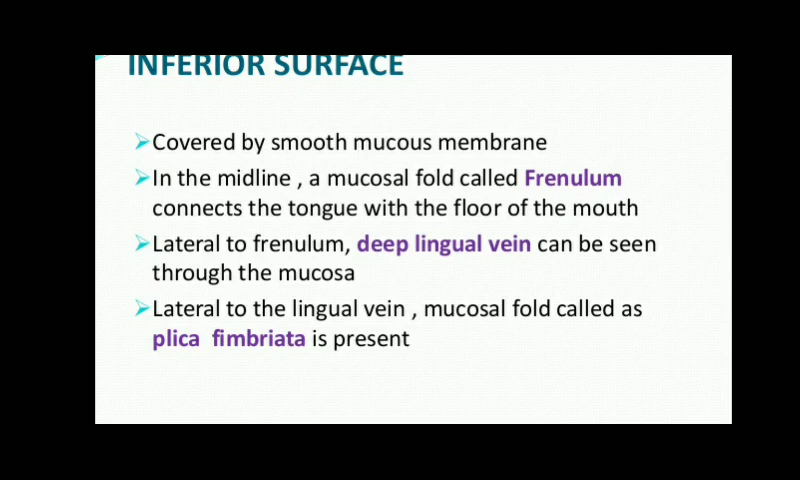 INFERIOR SURFACE
➢Covered by smooth mucous membrane
➢In the midline , a mucosal fold called Frenulum
connects the tongue with the floor of the mouth
➢Lateral to frenulum, deep lingual vein can be seen
through the mucosa
➢Lateral to the lingual vein , mucosal fold called as
plica fimbriata is present